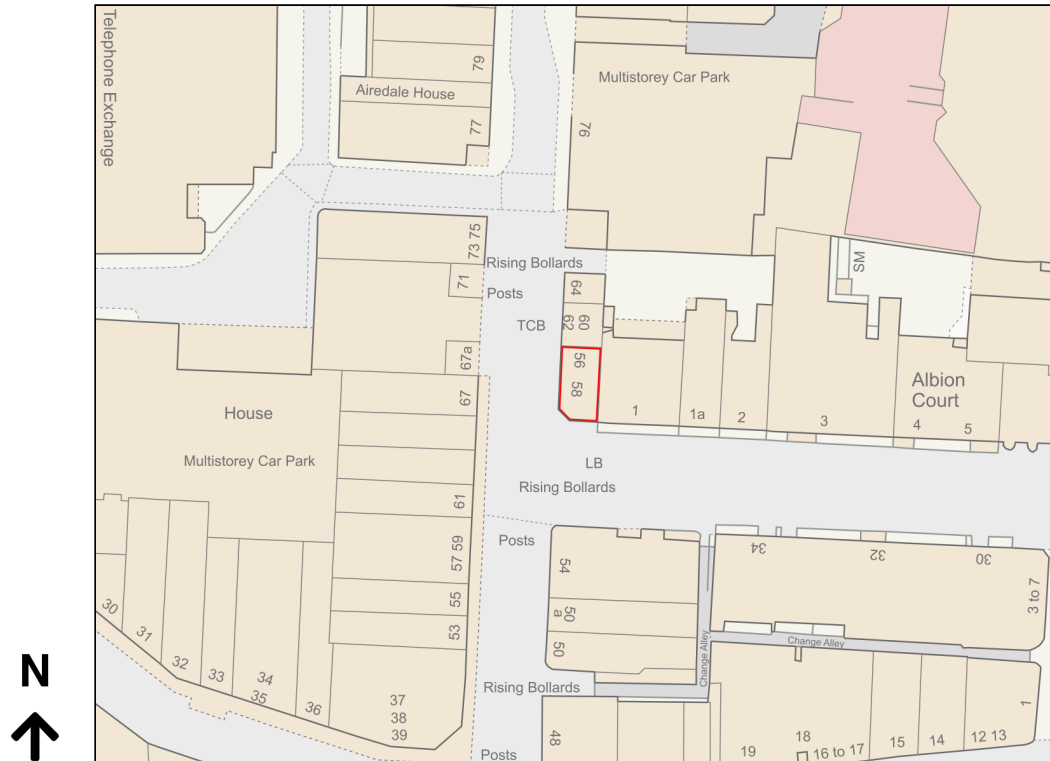 Telephone Exchange
79
Airedale House
77
Multistorey Car Park
76
73 75
Rising Bollards
71
Posts
64
TCB
62
60
SM
67a
56
58
67
House
Multistorey Car Park
1
1a
2
3
4
5
Albion
Court
LB
Rising Bollards
61
Posts
57 59
54
34
32
30
3 to 7
55
50
a
53
50
Change Alley
Change Alley
30
31
32
33
34
35
36
37
38
39
Rising Bollards
Posts
48
19
18
16 to 17
15
14
12 13
1
N